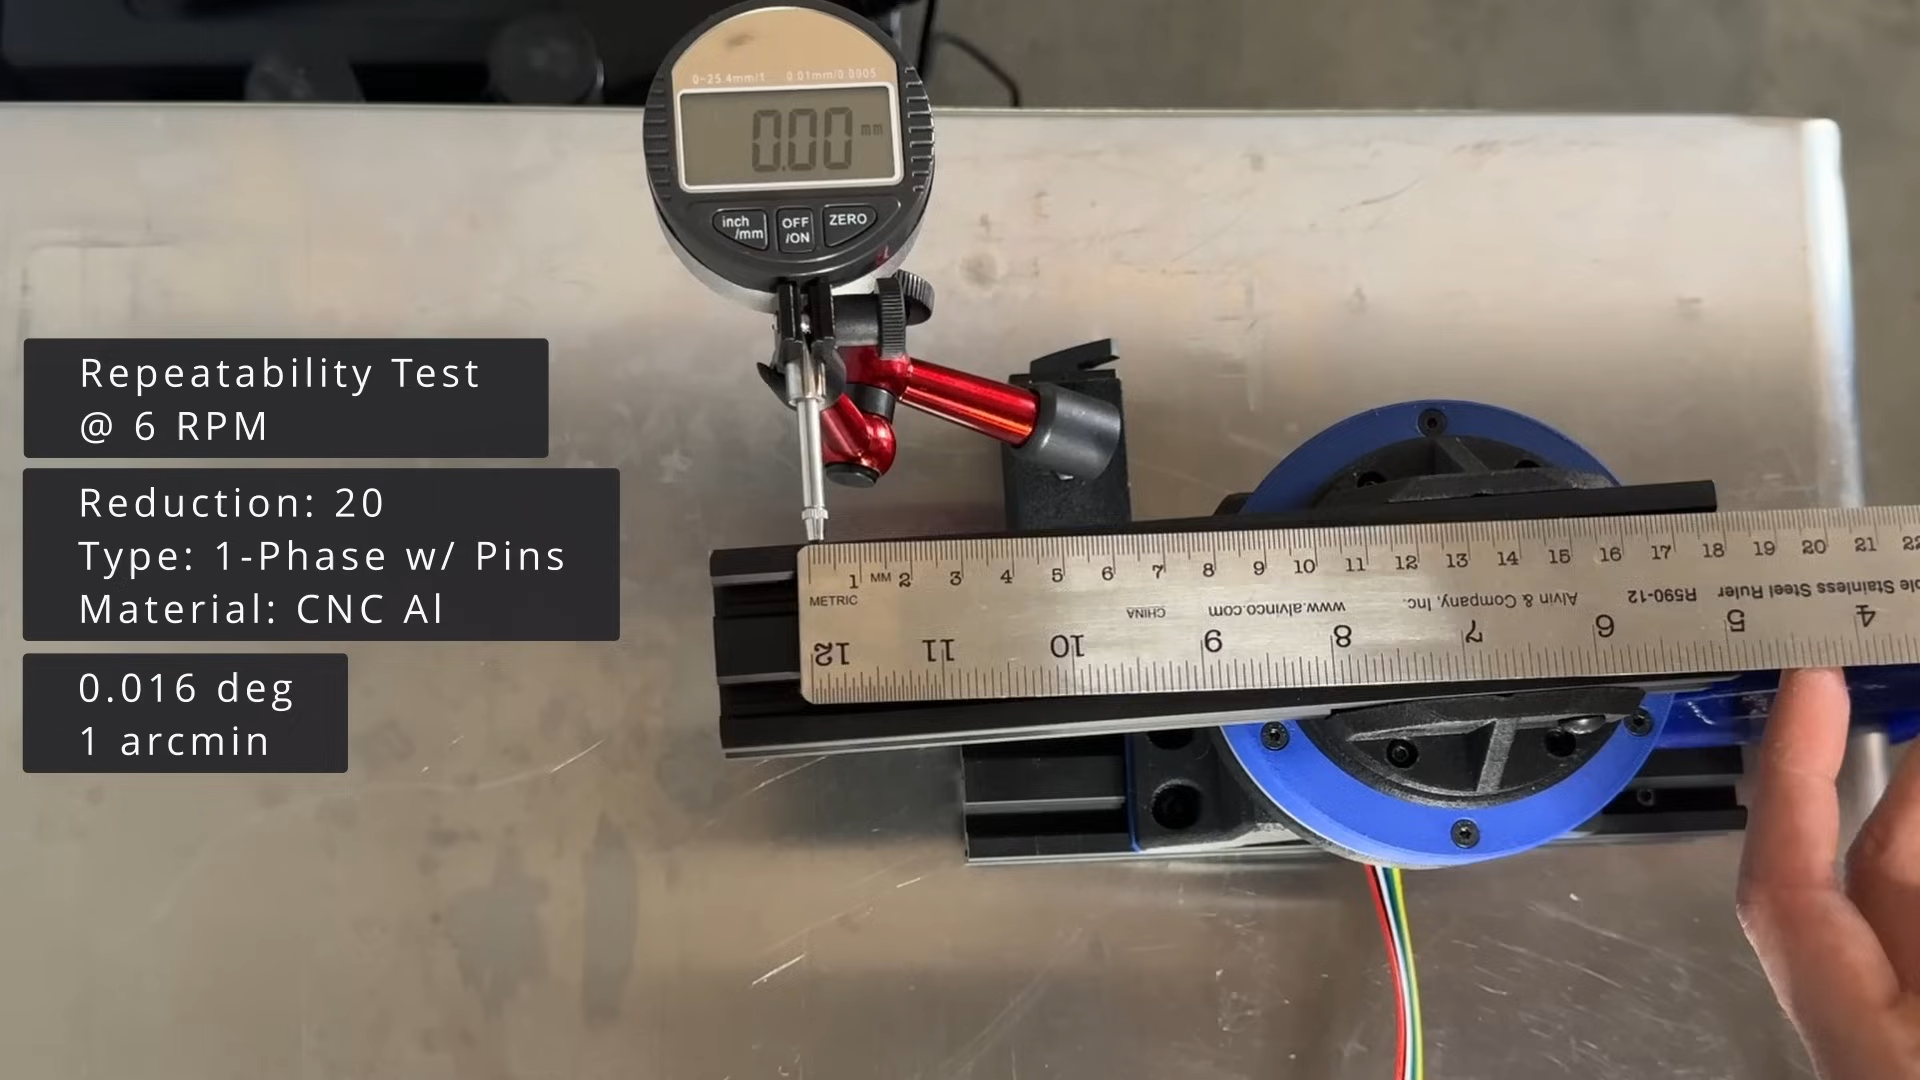 0-25.4mm/1" 0.01mm/0.0005
0.00 mm
inch/mm
OFF/ON
ZERO
Repeatability Test
@ 6 RPM
Reduction: 20
Type: 1-Phase w/ Pins
Material: CNC Al
0.016 deg
1 arcmin
1 MM 2 3 4 5 6 7 8 9 10 11 12 13 14 15 16 17 18 19 20 21 22
METRIC
CHINA www.alvinco.com Alvin & Company, Inc. R590-12 Stainless Steel Ruler
12 11 10 9 8 7 6 5 4